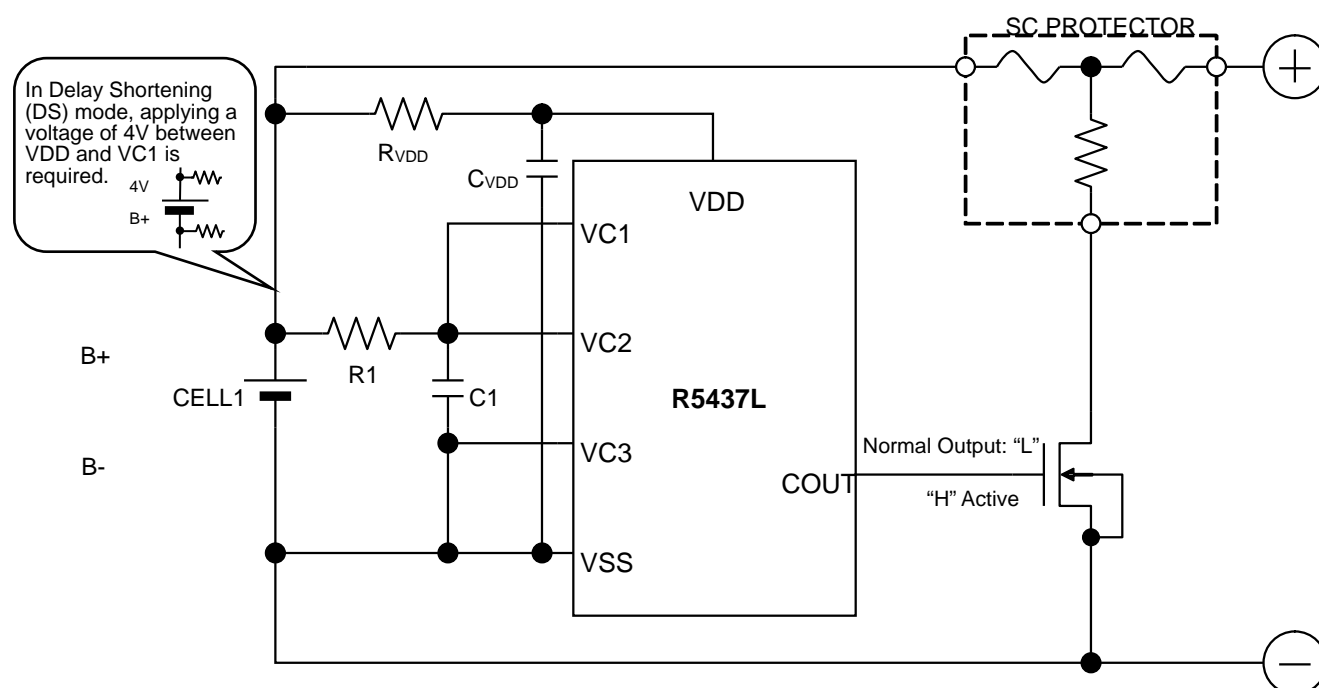 SC PROTECTOR
In Delay Shortening
(DS) mode, applying a
voltage of 4V between
VDD and VC1 is
required.
4V
B+
+
RVDD
CVDD
VDD
VC1
VC2
R1
B+
CELL1
C1
R5437L
VC3
Normal Output: “L”
B-
COUT
“H” Active
VSS
−